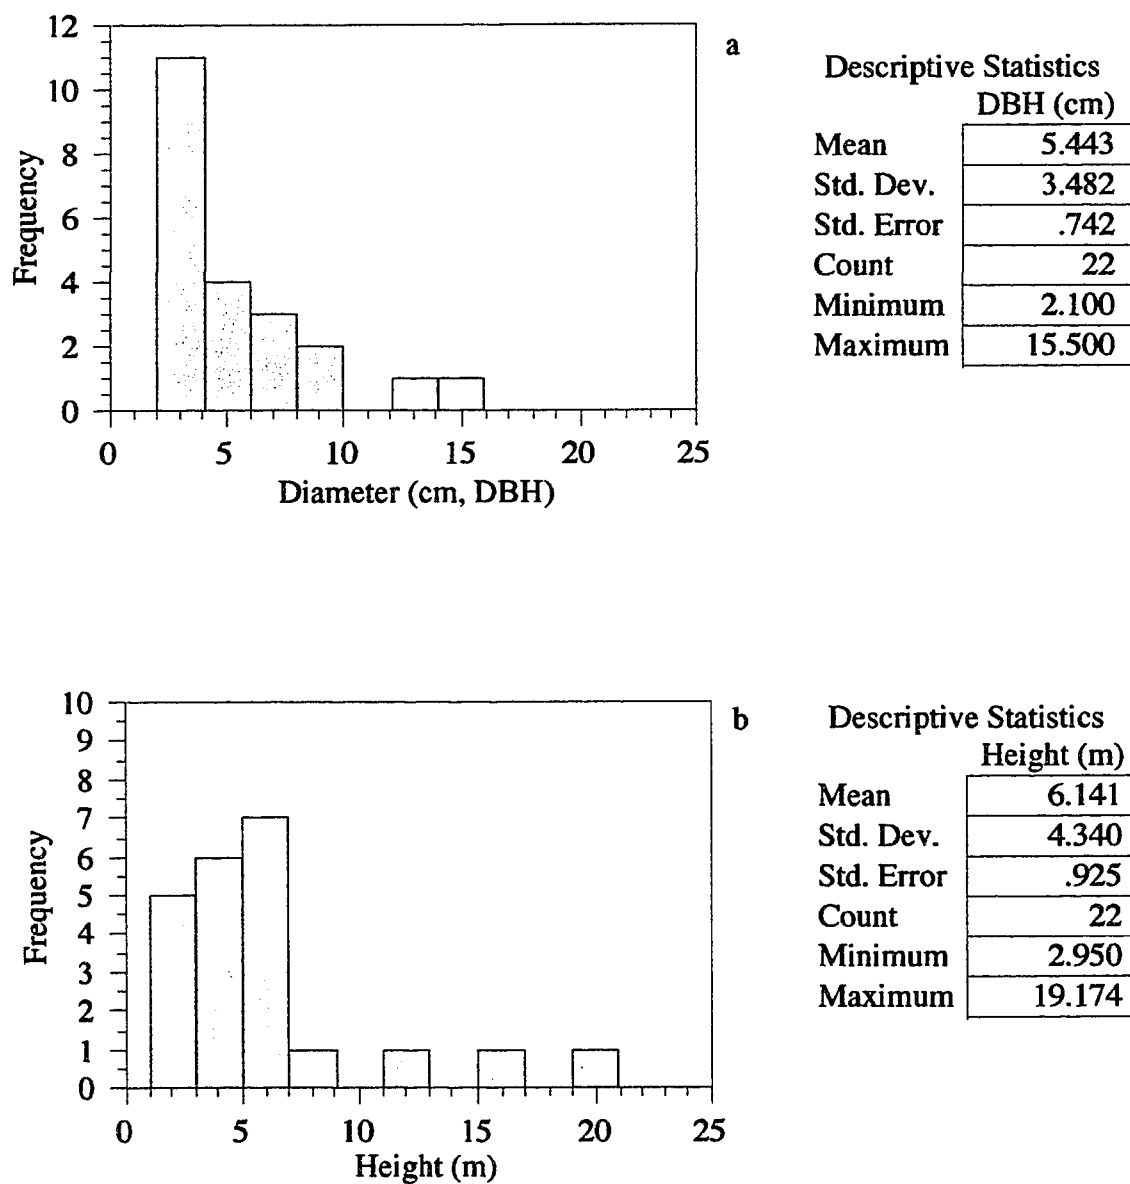 a
12
10
8
6
4
2
0
Frequency
0 5 10 15 20 25
Diameter (cm, DBH)
Descriptive Statistics
DBH (cm)
Mean 5.443
Std. Dev. 3.482
Std. Error .742
Count 22
Minimum 2.100
Maximum 15.500
b
10
9
8
7
6
5
4
3
2
1
0
Frequency
0 5 10 15 20 25
Height (m)
Descriptive Statistics
Height (m)
Mean 6.141
Std. Dev. 4.340
Std. Error .925
Count 22
Minimum 2.950
Maximum 19.174